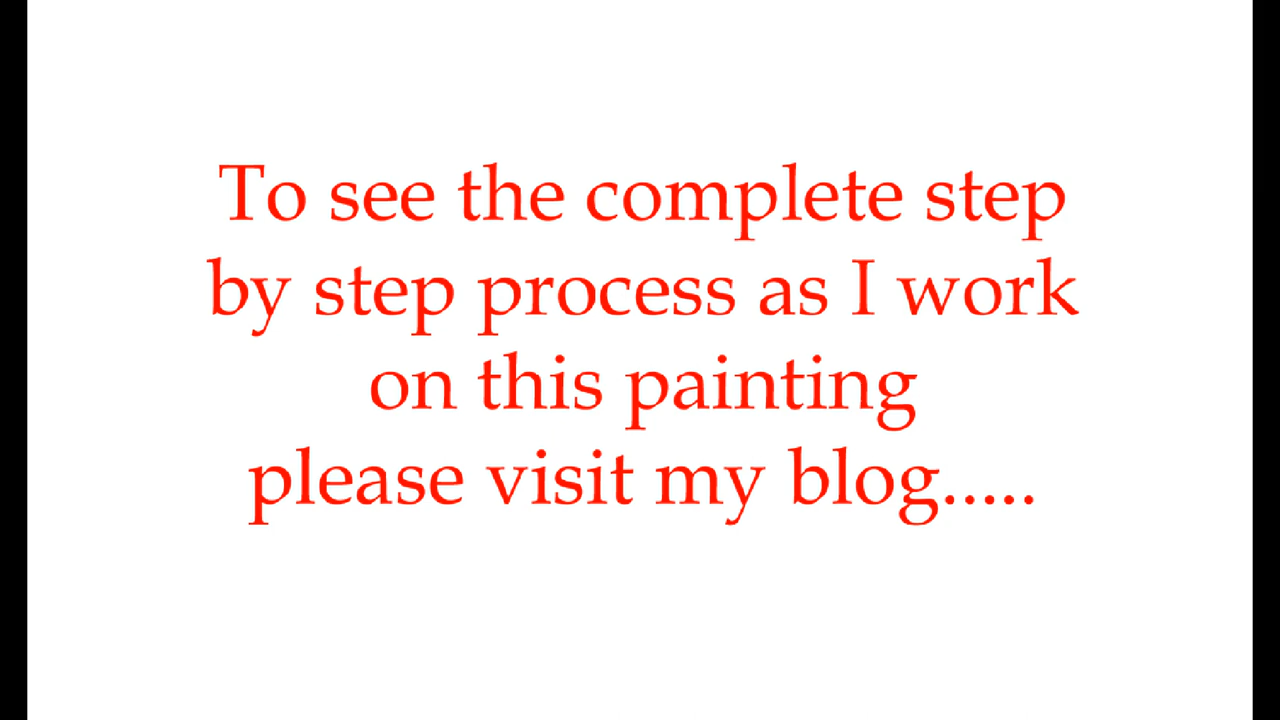 To see the complete step
by step process as I work
on this painting
please visit my blog.....